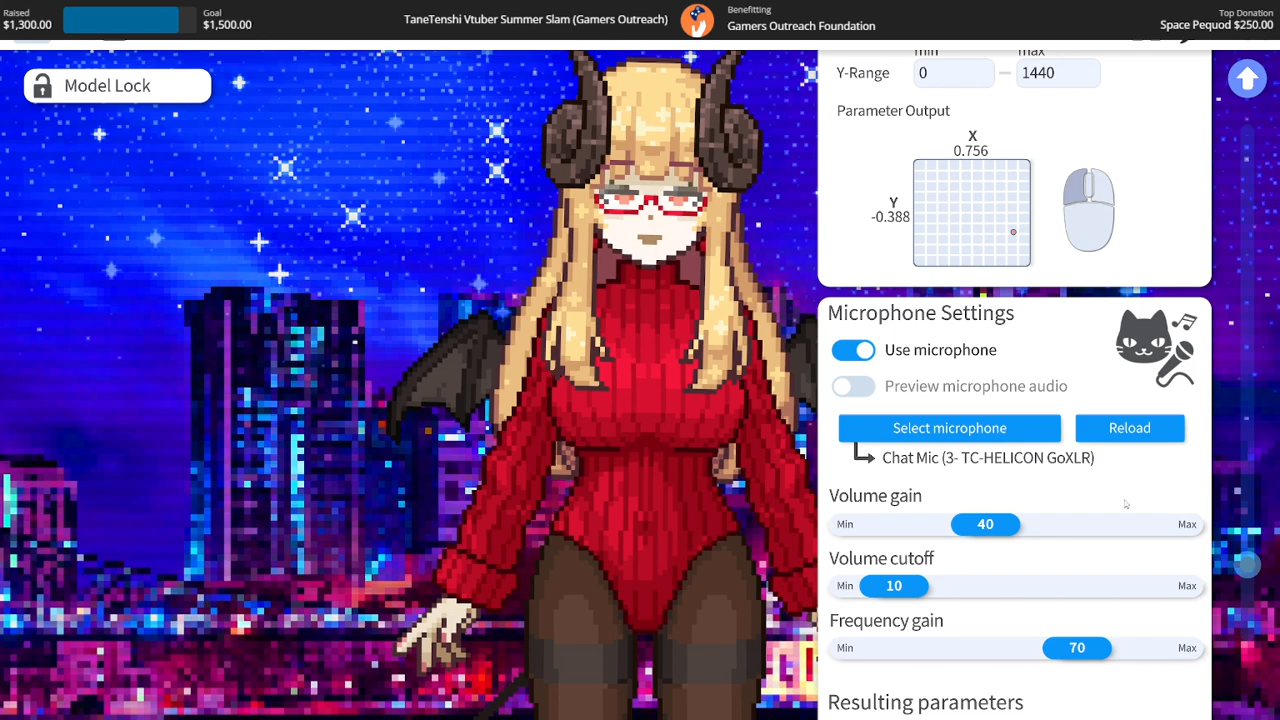 Raised
$1,300.00
Goal
$1,500.00
TaneTenshi Vtuber Summer Slam (Gamers Outreach)
Benefitting
Gamers Outreach Foundation
Top Donation
Space Pequod $250.00
Model Lock
min
max
Y-Range
0
1440
Parameter Output
X
0.756
Y
-0.388
Microphone Settings
Use microphone
Preview microphone audio
Select microphone
Reload
Chat Mic (3- TC-HELICON GoXLR)
Volume gain
Min
40
Max
Volume cutoff
Min
10
Max
Frequency gain
Min
70
Max
Resulting parameters